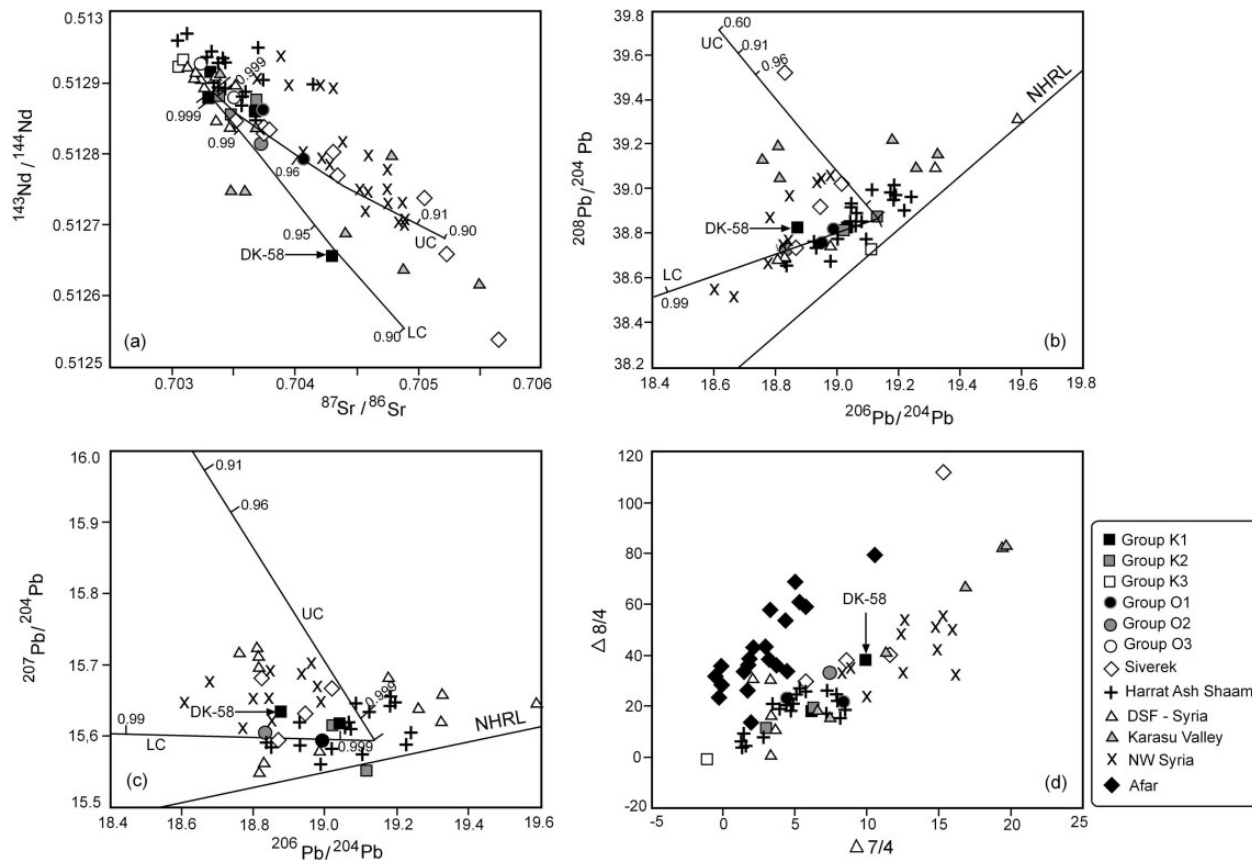 0.513
0.5129
0.5128
0.5127
0.5126
0.5125
143Nd / 144Nd
0.999
0.999
0.99
0.96
0.95
0.91
0.90
UC
DK-58
0.90
LC
(a)
0.703
0.704
0.705
0.706
87Sr / 86Sr
39.8
39.6
39.4
39.2
39.0
38.8
38.6
38.4
38.2
208Pb/204 Pb
0.60
UC
0.91
0.96
NHRL
DK-58
LC
0.99
(b)
18.4
18.6
18.8
19.0
19.2
19.4
19.6
19.8
206Pb/204Pb
16.0
15.9
15.8
15.7
15.6
15.5
207Pb/204Pb
0.91
0.96
UC
0.999
DK-58
0.99
LC
0.999
NHRL
(c)
18.4
18.6
18.8
19.0
19.2
19.4
19.6
206Pb/204Pb
120
100
80
60
40
20
0
-20
Δ 8/4
DK-58
(d)
-5
0
5
10
15
20
25
Δ 7/4
Group K1
Group K2
Group K3
Group O1
Group O2
Group O3
Siverek
Harrat Ash Shaam
DSF - Syria
Karasu Valley
NW Syria
Afar